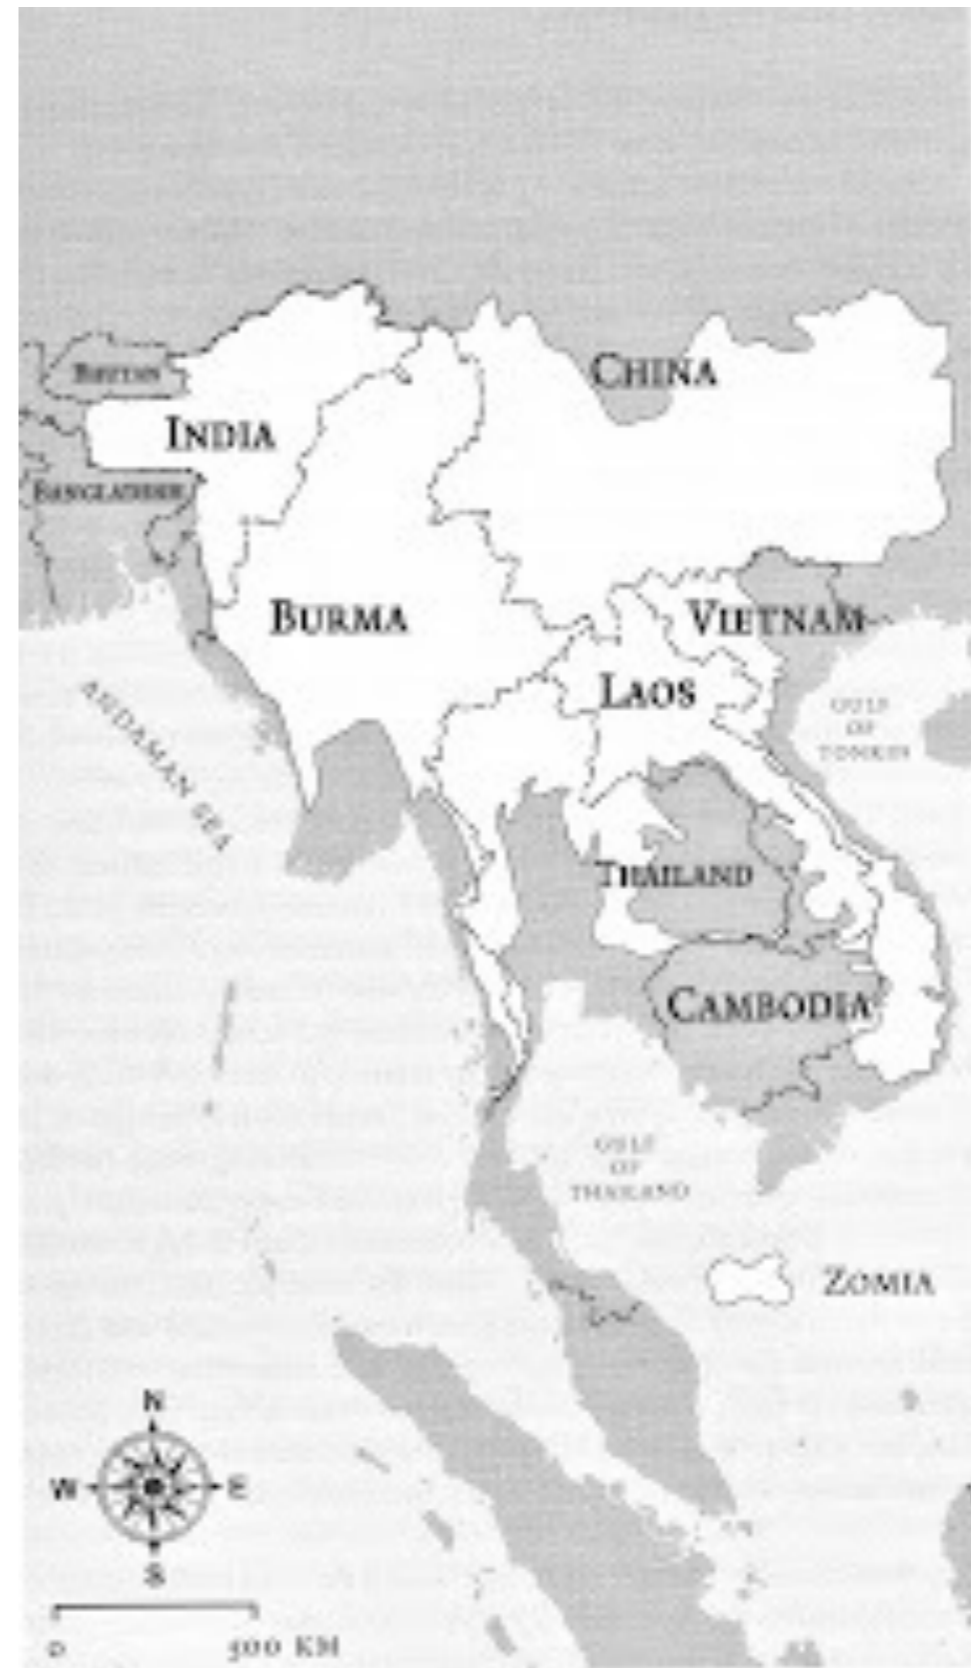 CHINA
BHUTAN
INDIA
BANGLADESH
BURMA
VIETNAM
LAOS
ANDAMAN SEA
GULF
OF
TONKIN
THAILAND
CAMBODIA
GULF
OF
THAILAND
ZOMIA
N
W E
S
0 500 KM